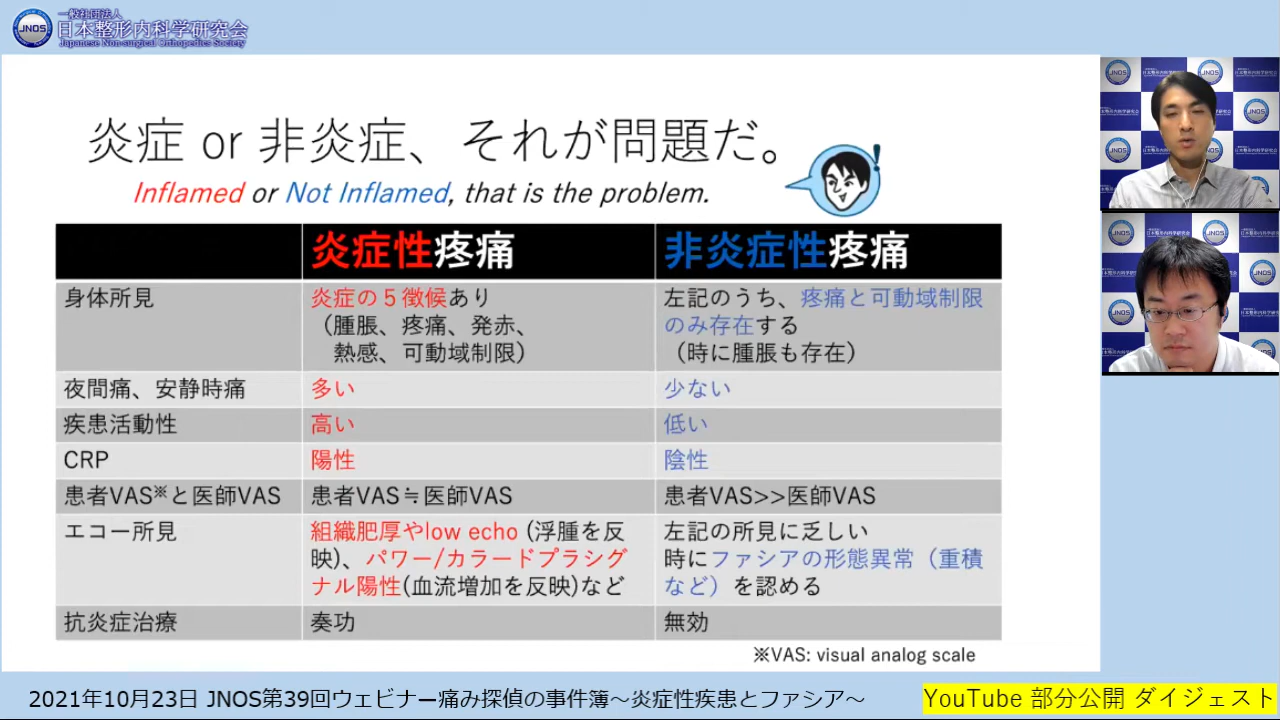 一般社団法人
日本整形内科学研究会
Japanese Non-surgical Orthopedics Society
JNOS
炎症 or 非炎症、それが問題だ。
Inflamed or Not Inflamed, that is the problem.
炎症性疼痛
非炎症性疼痛
身体所見
炎症の５徴候あり
（腫脹、疼痛、発赤、
熱感、可動域制限）
左記のうち、疼痛と可動域制限
のみ存在する
（時に腫脹も存在）
夜間痛、安静時痛
多い
少ない
疾患活動性
高い
低い
CRP
陽性
陰性
患者VAS※と医師VAS
患者VAS≒医師VAS
患者VAS>>医師VAS
エコー所見
組織肥厚やlow echo (浮腫を反
映)、パワー/カラードプラシグ
ナル陽性(血流増加を反映)など
左記の所見に乏しい
時にファシアの形態異常（重積
など）を認める
抗炎症治療
奏功
無効
※VAS: visual analog scale
2021年10月23日 JNOS第39回ウェビナー痛み探偵の事件簿～炎症性疾患とファシア～
YouTube 部分公開 ダイジェスト